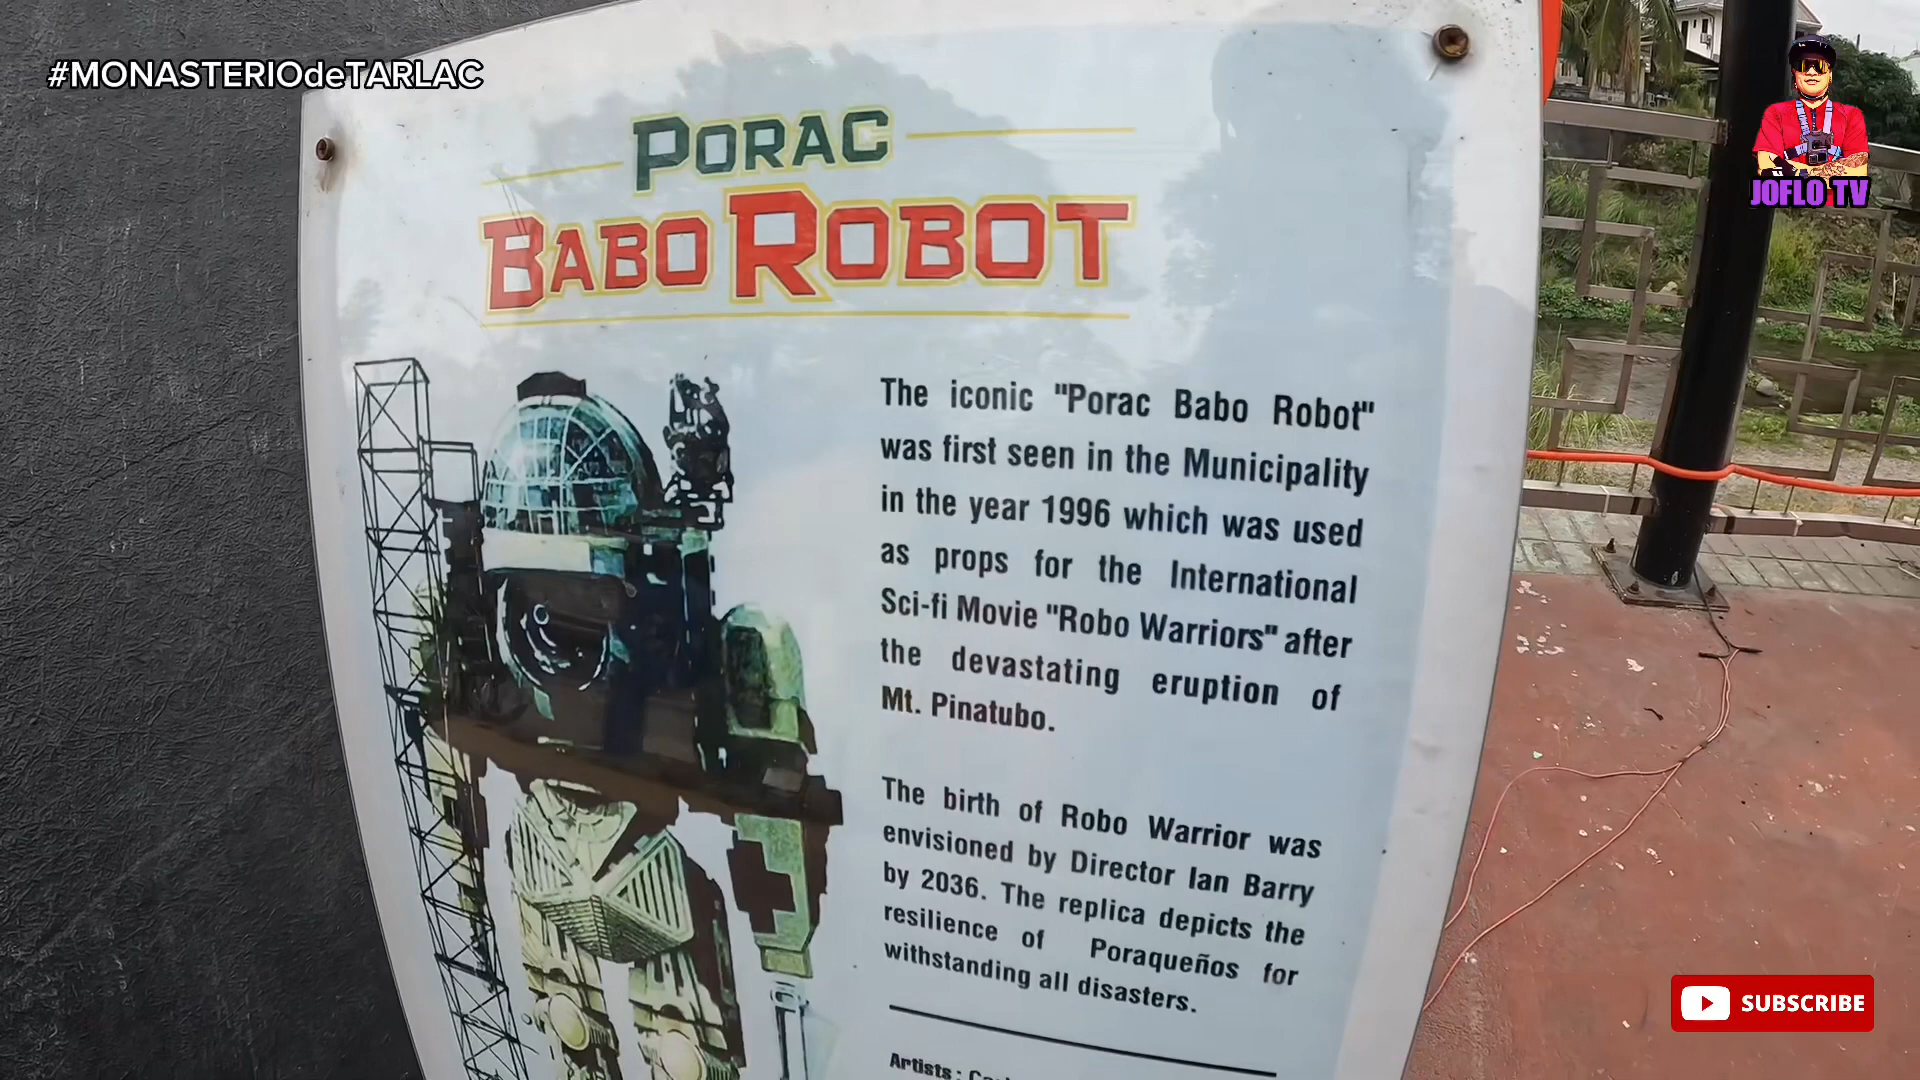 #MONASTERIOdeTARLAC
JOFLO TV
PORAC
BABO ROBOT
The iconic "Porac Babo Robot"
was first seen in the Municipality
in the year 1996 which was used
as props for the International
Sci-fi Movie "Robo Warriors" after
the devastating eruption of
Mt. Pinatubo.
The birth of Robo Warrior was
envisioned by Director Ian Barry
by 2036. The replica depicts the
resilience of Poraqueños for
withstanding all disasters.
Artists :
SUBSCRIBE